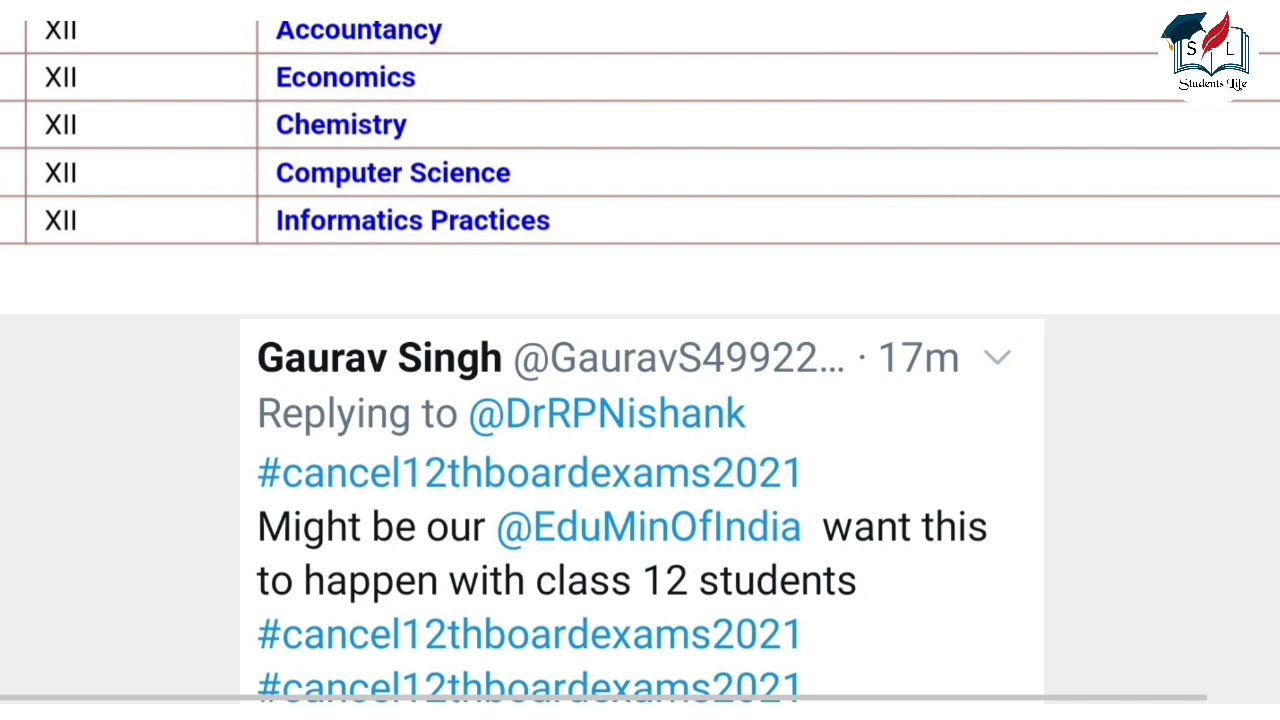 XII Accountancy
XII Economics
XII Chemistry
XII Computer Science
XII Informatics Practices
S L
Students Life
Gaurav Singh @GauravS49922... · 17m
Replying to @DrRPNishank
#cancel12thboardexams2021
Might be our @EduMinOfIndia want this
to happen with class 12 students
#cancel12thboardexams2021
#cancel12thboardexams2021